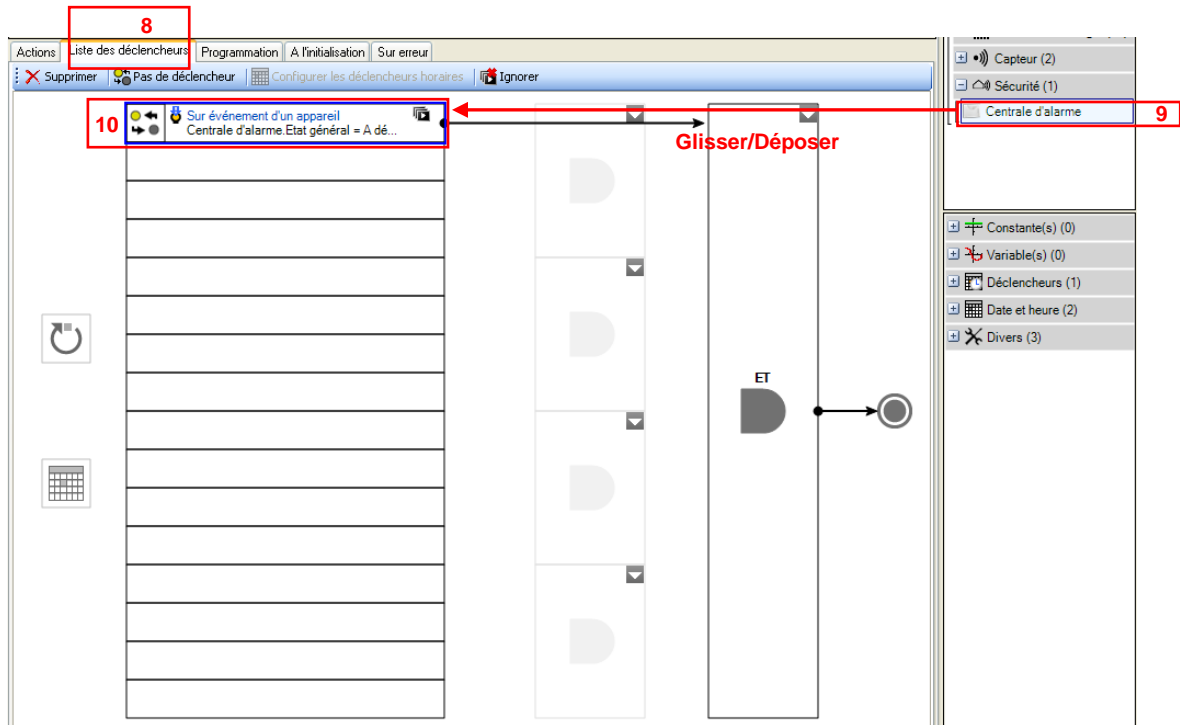 8
Actions Liste des déclencheurs Programmation A l'initialisation Sur erreur
Supprimer Pas de déclencheur Configurer les déclencheurs horaires Ignorer
10
Sur événement d'un appareil
Centrale d'alarme.Etat général = A dé...
Glisser/Déposer
ET
Capteur (2)
Sécurité (1)
Centrale d'alarme
9
Constante(s) (0)
Variable(s) (0)
Déclencheurs (1)
Date et heure (2)
Divers (3)